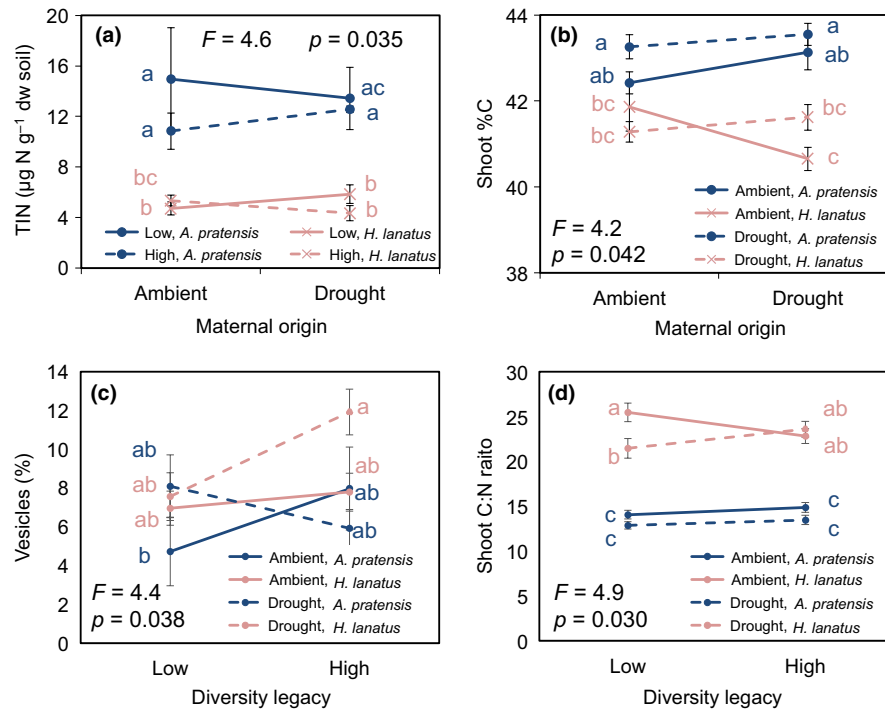 (a) F = 4.6 p = 0.035
TIN (µg N g⁻¹ dw soil)
20
16
12
8
4
0
a
ac
a
a
bc
b
b
b
Low, A. pratensis
Low, H. lanatus
High, A. pratensis
High, H. lanatus
Ambient Drought
Maternal origin
(b)
Shoot %C
44
42
40
38
a
a
ab
ab
bc
bc
bc
c
Ambient, A. pratensis
Ambient, H. lanatus
Drought, A. pratensis
Drought, H. lanatus
F = 4.2
p = 0.042
Ambient Drought
Maternal origin
(c)
Vesicles (%)
14
12
10
8
6
4
2
0
ab
a
ab
ab
ab
ab
b
ab
F = 4.4
p = 0.038
Ambient, A. pratensis
Ambient, H. lanatus
Drought, A. pratensis
Drought, H. lanatus
Low High
Diversity legacy
(d)
Shoot C:N raito
30
25
20
15
10
5
0
a
ab
b
ab
c
c
c
c
F = 4.9
p = 0.030
Ambient, A. pratensis
Ambient, H. lanatus
Drought, A. pratensis
Drought, H. lanatus
Low High
Diversity legacy